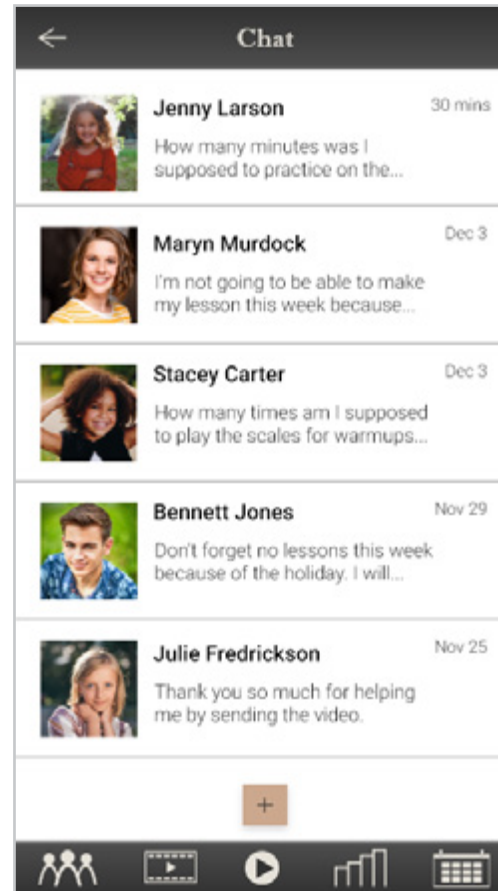 Chat
Jenny Larson
30 mins
How many minutes was I
supposed to practice on the...
Maryn Murdock
Dec 3
I'm not going to be able to make
my lesson this week because...
Stacey Carter
Dec 3
How many times am I supposed
to play the scales for warmups...
Bennett Jones
Nov 29
Don't forget no lessons this week
because of the holiday. I will...
Julie Fredrickson
Nov 25
Thank you so much for helping
me by sending the video.
+